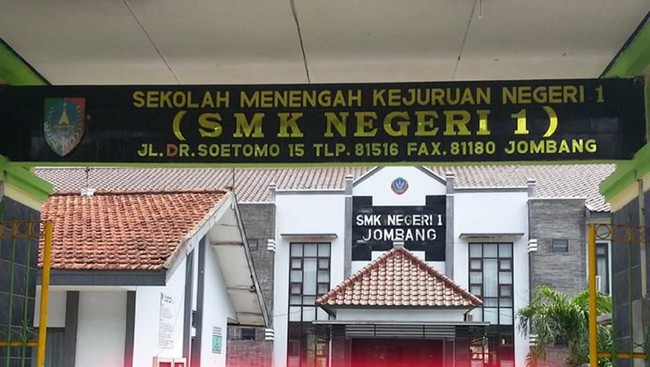 SEKOLAH MENENGAH KEJURUAN NEGERI 1
(SMK NEGERI 1)
JL.DR.SOETOMO 15 TLP. 81516 FAX. 81180 JOMBANG
SMK NEGERI 1
JOMBANG